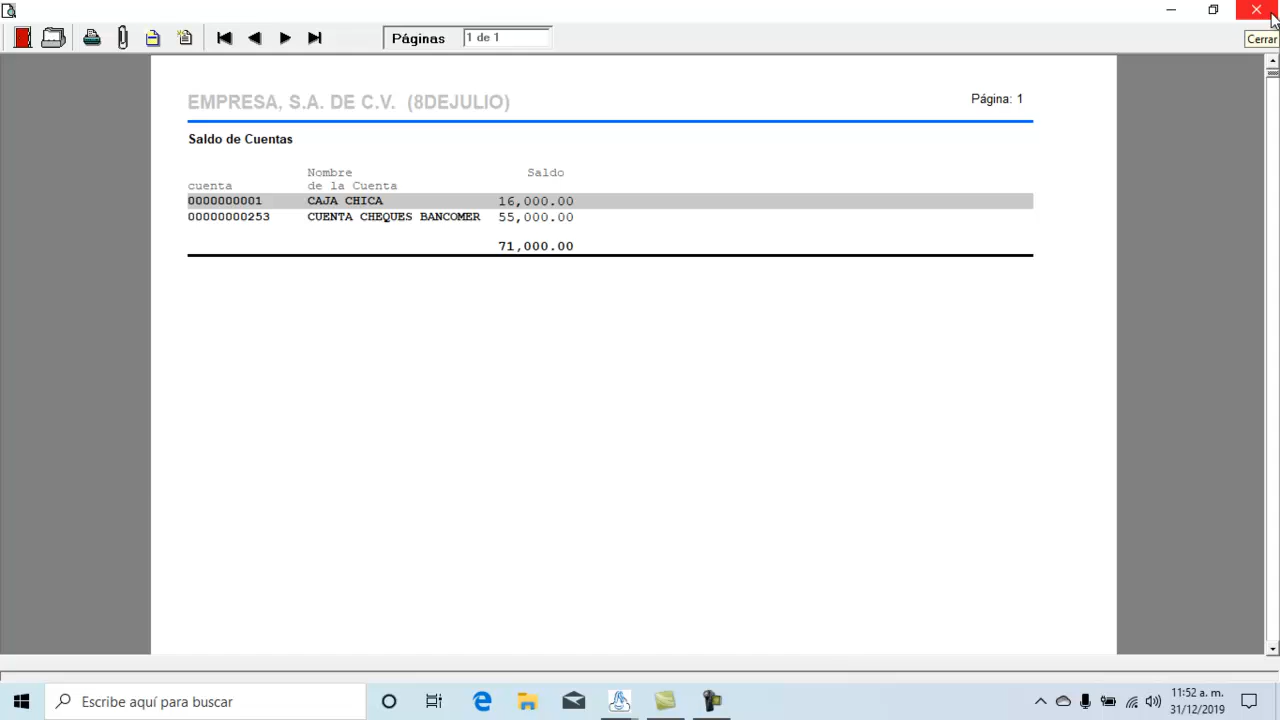 Páginas 1 de 1
Cerrar
EMPRESA, S.A. DE C.V. (8DEJULIO)
Página: 1
Saldo de Cuentas
Nombre Saldo
cuenta de la Cuenta
0000000001 CAJA CHICA 16,000.00
00000000253 CUENTA CHEQUES BANCOMER 55,000.00
71,000.00
Escribe aquí para buscar
11:52 a. m.
31/12/2019